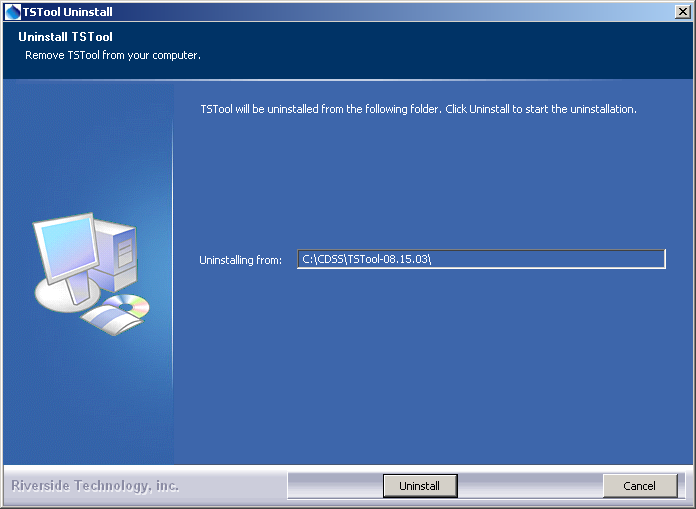 TSTool Uninstall
Uninstall TSTool
Remove TSTool from your computer.
TSTool will be uninstalled from the following folder. Click Uninstall to start the uninstallation.
Uninstalling from: C:\CDSS\TSTool-08.15.03\
Riverside Technology, inc.
Uninstall
Cancel